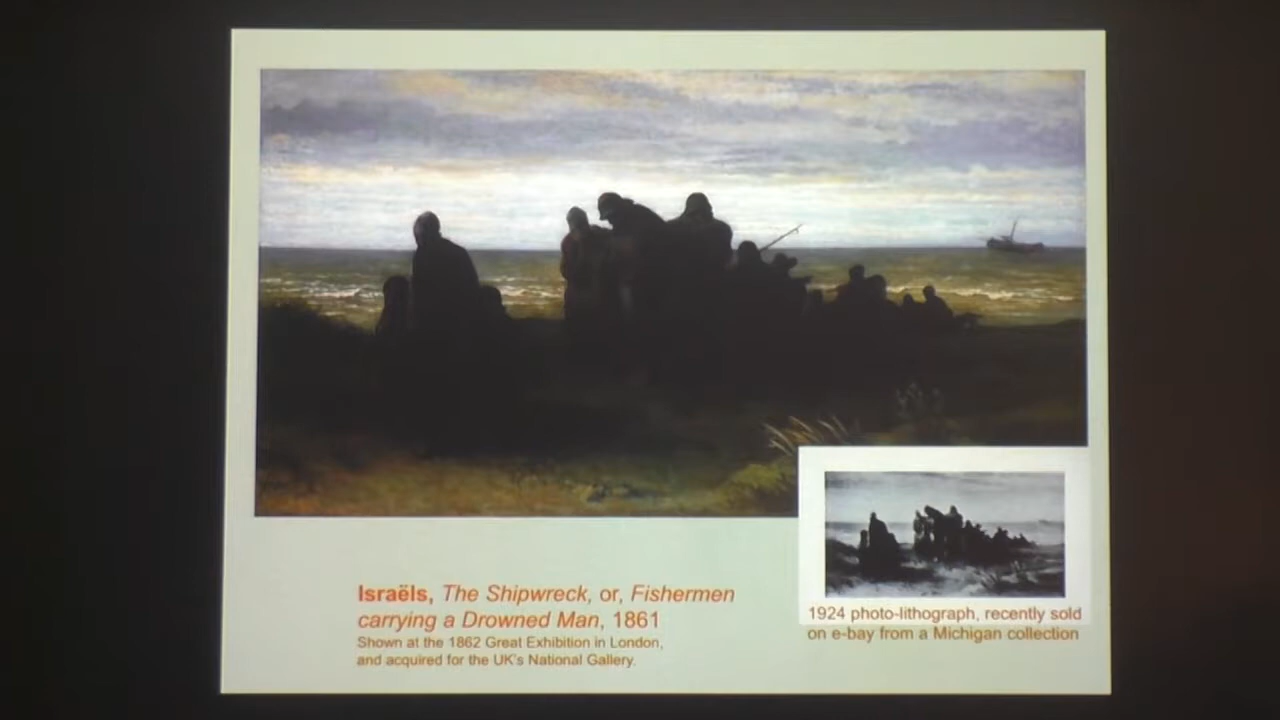 Israëls, The Shipwreck, or, Fishermen
carrying a Drowned Man, 1861
Shown at the 1862 Great Exhibition in London,
and acquired for the UK's National Gallery.
1924 photo-lithograph, recently sold
on e-bay from a Michigan collection